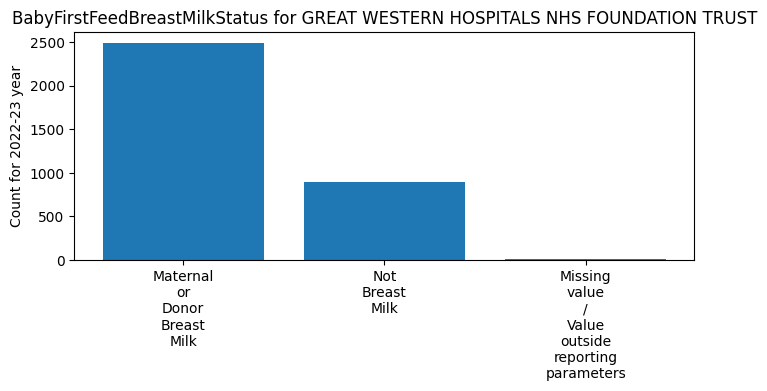 BabyFirstFeedBreastMilkStatus for GREAT WESTERN HOSPITALS NHS FOUNDATION TRUST
Count for 2022-23 year
2500
2000
1500
1000
500
0
Maternal
or
Donor
Breast
Milk
Not
Breast
Milk
Missing
value
/
Value
outside
reporting
parameters